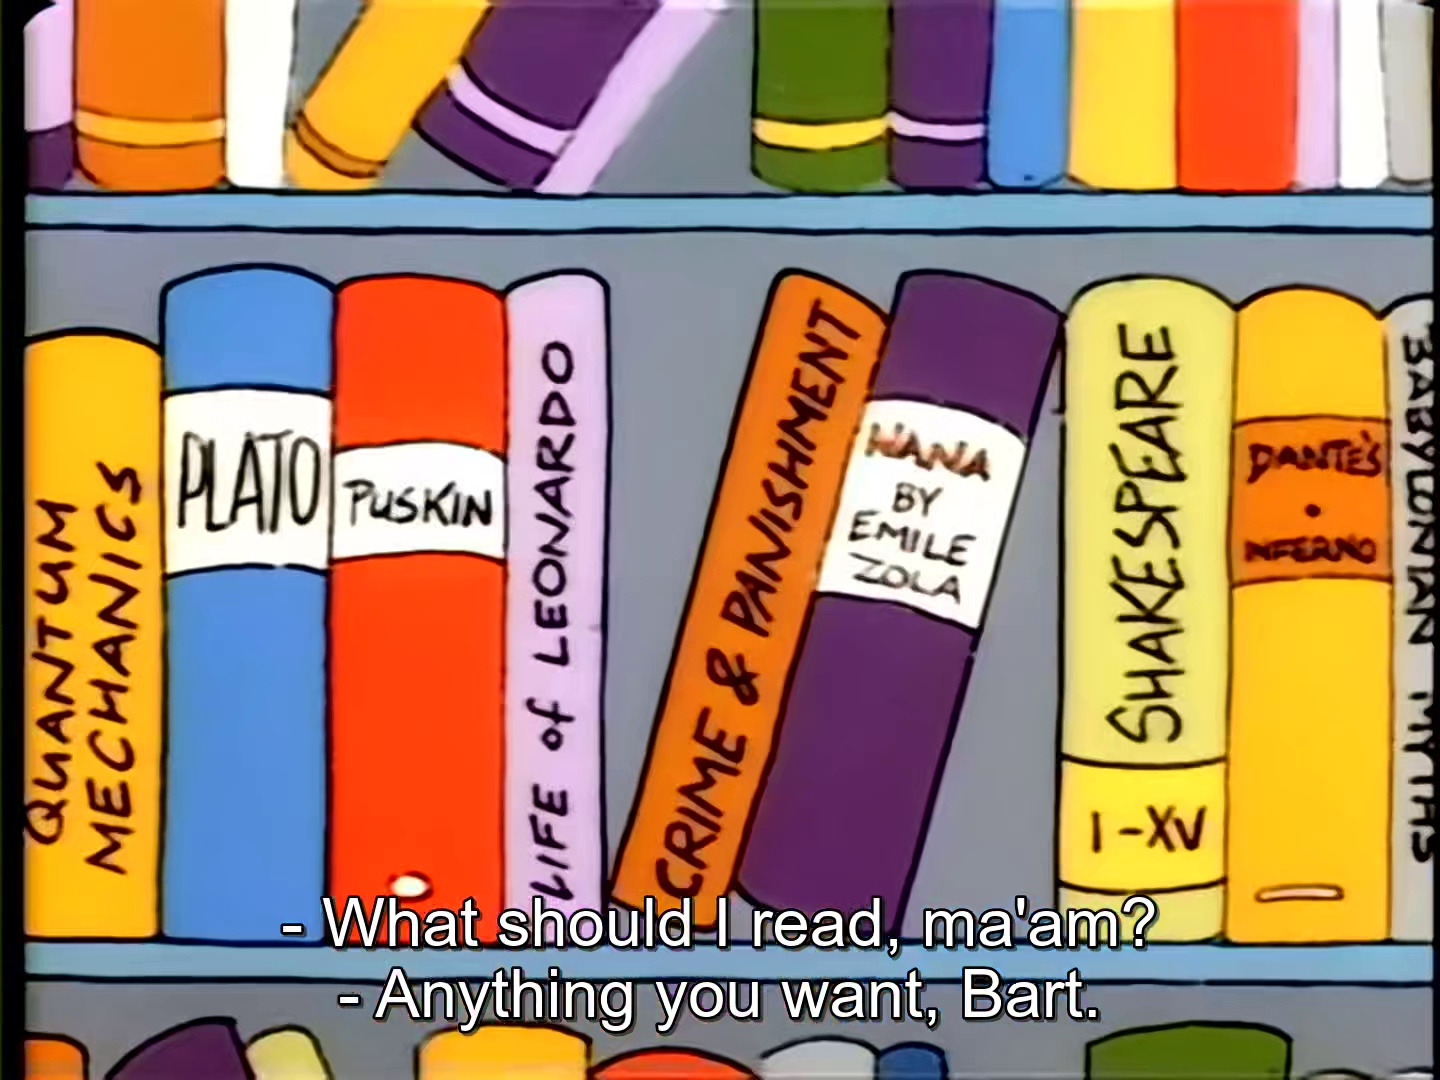 QUANTUM
MECHANICS
PLATO
PUSKIN
LIFE of LEONARDO
CRIME & PANISHMENT
NANA
BY
EMILE
ZOLA
SHAKESPEARE
I-XV
DANTE'S
INFERNO
BABYLONIAN MYTHS
- What should I read, ma'am?
- Anything you want, Bart.